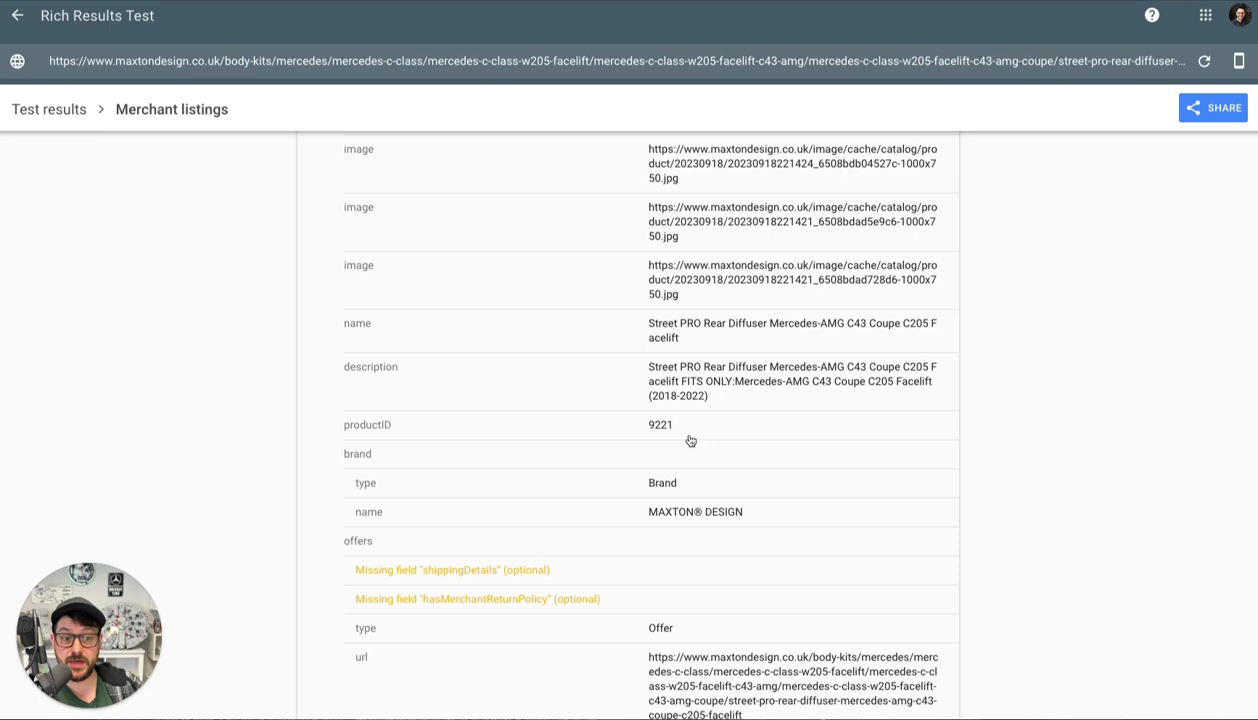 Rich Results Test
https://www.maxtondesign.co.uk/body-kits/mercedes/mercedes-c-class/mercedes-c-class-w205-facelift/mercedes-c-class-w205-facelift-c43-amg/mercedes-c-class-w205-facelift-c43-amg-coupe/street-pro-rear-diffuser-...
Test results > Merchant listings
SHARE
image
https://www.maxtondesign.co.uk/image/cache/catalog/pro
duct/20230918/20230918221424_6508bdb04527c-1000x7
50.jpg
image
https://www.maxtondesign.co.uk/image/cache/catalog/pro
duct/20230918/20230918221421_6508bdad5e9c6-1000x7
50.jpg
image
https://www.maxtondesign.co.uk/image/cache/catalog/pro
duct/20230918/20230918221421_6508bdad728d6-1000x7
50.jpg
name
Street PRO Rear Diffuser Mercedes-AMG C43 Coupe C205 F
acelift
description
Street PRO Rear Diffuser Mercedes-AMG C43 Coupe C205 F
acelift FITS ONLY:Mercedes-AMG C43 Coupe C205 Facelift
(2018-2022)
productID
9221
brand
type
Brand
name
MAXTON® DESIGN
offers
Missing field "shippingDetails" (optional)
Missing field "hasMerchantReturnPolicy" (optional)
type
Offer
url
https://www.maxtondesign.co.uk/body-kits/mercedes/merc
edes-c-class/mercedes-c-class-w205-facelift/mercedes-c-cl
ass-w205-facelift-c43-amg/mercedes-c-class-w205-facelift-
c43-amg-coupe/street-pro-rear-diffuser-mercedes-amg-c43-
coupe-c205-facelift